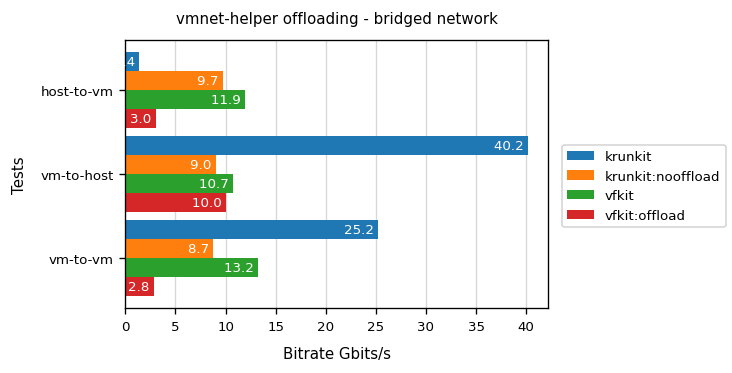 vmnet-helper offloading - bridged network
host-to-vm
4
9.7
11.9
3.0
vm-to-host
40.2
9.0
10.7
10.0
vm-to-vm
25.2
8.7
13.2
2.8
Tests
0 5 10 15 20 25 30 35 40
Bitrate Gbits/s
krunkit
krunkit:nooffload
vfkit
vfkit:offload